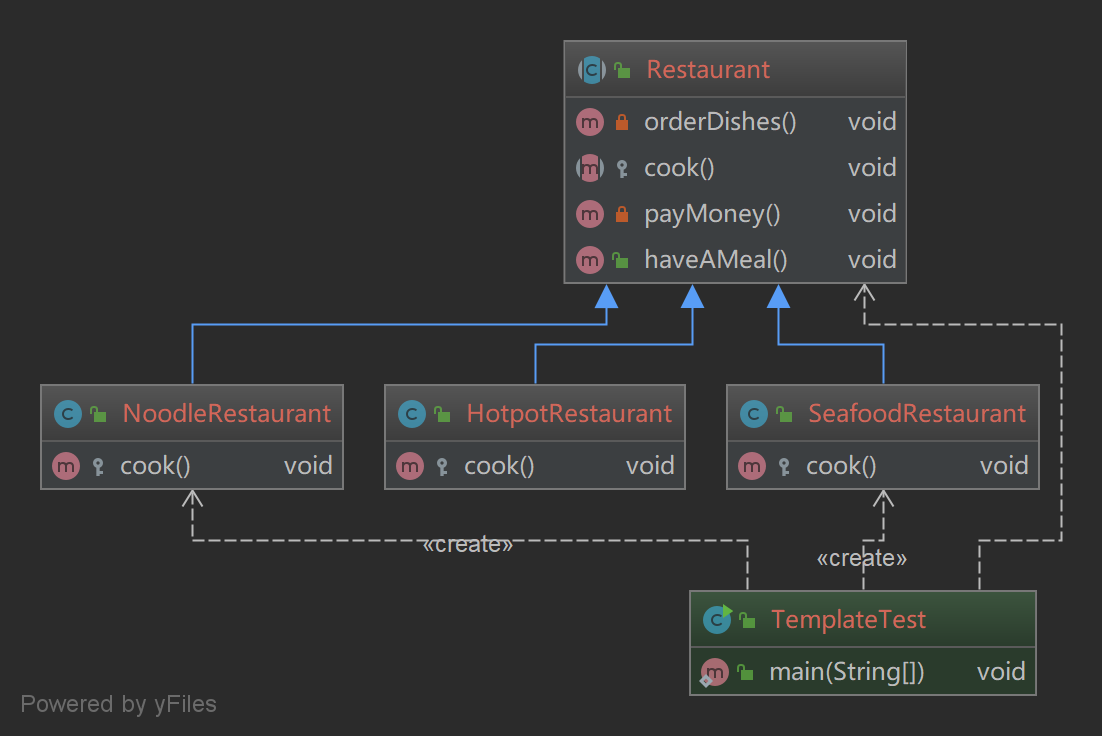 Restaurant
orderDishes() void
cook() void
payMoney() void
haveAMeal() void
NoodleRestaurant
cook() void
HotpotRestaurant
cook() void
SeafoodRestaurant
cook() void
«create»
«create»
TemplateTest
main(String[]) void
Powered by yFiles